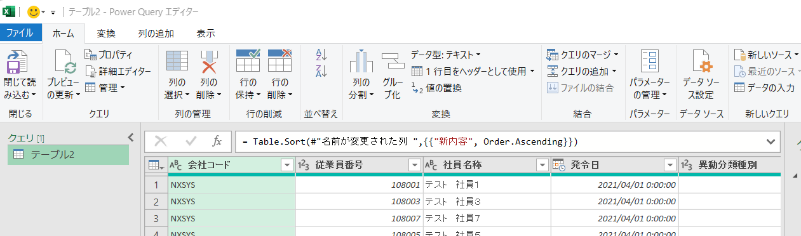 テーブル2 - Power Query エディター
ファイル ホーム 変換 列の追加 表示
閉じて読み込む
閉じる
プレビューの更新
プロパティ
詳細エディター
管理
クエリ
列の選択
列の削除
列の管理
行の保持
行の削除
行の削減
並べ替え
列の分割
グループ化
データ型: テキスト
1 行目をヘッダーとして使用
値の置換
変換
クエリのマージ
クエリの追加
ファイルの結合
結合
パラメーターの管理
パラメーター
データ ソース設定
データ ソース
新しいソース
最近のソース
データの入力
新しいクエリ
クエリ [1]
テーブル2
= Table.Sort(#"名前が変更された列 ",{{"新内容", Order.Ascending}})
会社コード 従業員番号 社員名称 発令日 異動分類種別
1 NXSYS 108001 テスト 社員1 2021/04/01 0:00:00
2 NXSYS 108003 テスト 社員3 2021/04/01 0:00:00
3 NXSYS 108007 テスト 社員7 2021/04/01 0:00:00